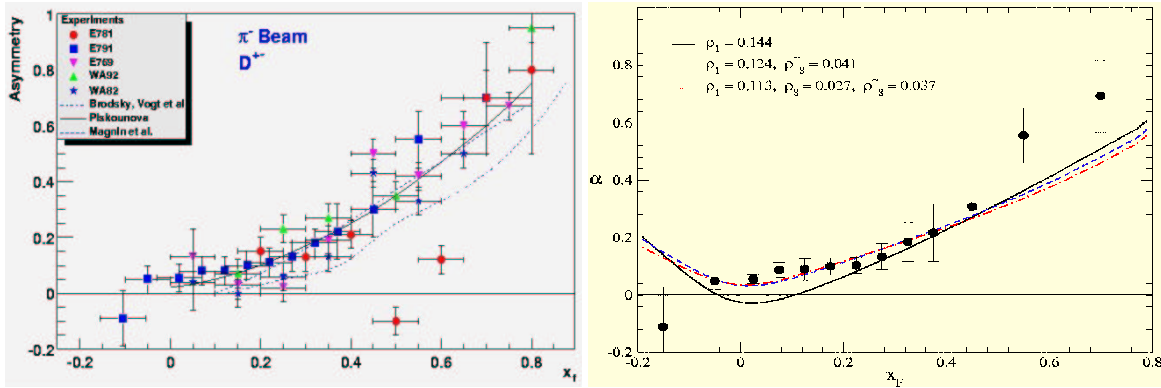 Asymmetry
1
0.8
0.6
0.4
0.2
0
-0.2
Experiments
E781
E791
E769
WA92
WA82
Brodsky, Vogt et al
Piskounova
Magnin et al.
π⁻ Beam
D⁺⁻
-0.2 0 0.2 0.4 0.6 0.8
x_f
α
0.8
0.6
0.4
0.2
0
-0.2
ρ₁ = 0.144
ρ₁ = 0.124, ρ~₈ = 0.041
ρ₁ = 0.113, ρ₈ = 0.027, ρ~₈ = 0.037
-0.2 0 0.2 0.4 0.6 0.8
x_F